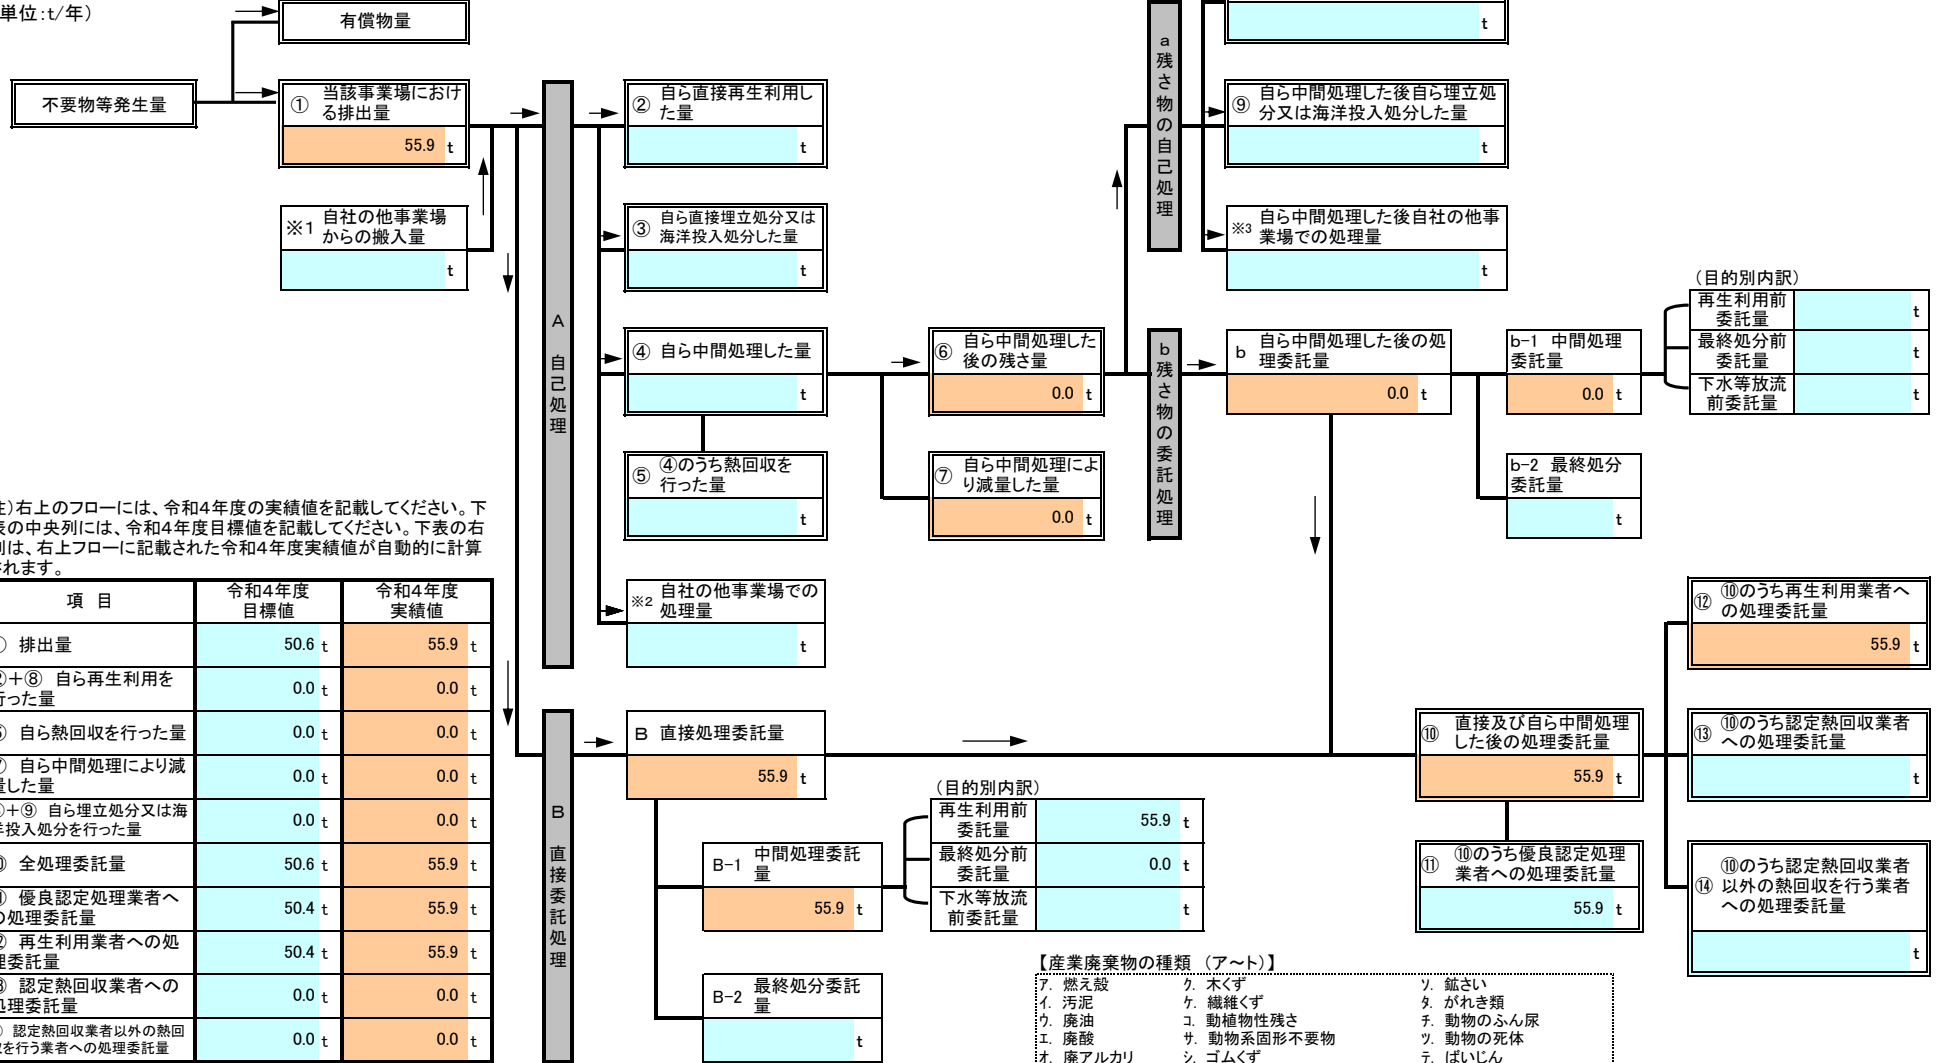 単位:t/年）
有償物量
不要物等発生量
① 当該事業場におけ
る排出量
55.9 t
※1 自社の他事業場
からの搬入量
t
A 自己処理
② 自ら直接再生利用し
た量
t
③ 自ら直接埋立処分又は
海洋投入処分した量
t
④ 自ら中間処理した量
t
⑤ ④のうち熱回収を
行った量
t
※2 自社の他事業場での
処理量
t
⑥ 自ら中間処理した
後の残さ量
0.0 t
⑦ 自ら中間処理によ
り減量した量
0.0 t
a 残さ物の自己処理
t
⑨ 自ら中間処理した後自ら埋立処
分又は海洋投入処分した量
t
※3 自ら中間処理した後自社の他事
業場での処理量
t
b 残さ物の委託処理
b 自ら中間処理した後の処
理委託量
0.0 t
b-1 中間処理
委託量
0.0 t
b-2 最終処分
委託量
t
（目的別内訳）
再生利用前
委託量
t
最終処分前
委託量
t
下水等放流
前委託量
t
)右上のフローには、令和４年度の実績値を記載してください。下
の中央列には、令和４年度目標値を記載してください。下表の右
は、右上フローに記載された令和４年度実績値が自動的に計算
れます。
項 目
令和４年度
目標値
令和４年度
実績値
排出量
50.6 t
55.9 t
＋⑧ 自ら再生利用を
った量
0.0 t
0.0 t
自ら熱回収を行った量
0.0 t
0.0 t
自ら中間処理により減
した量
0.0 t
0.0 t
＋⑨ 自ら埋立処分又は海
投入処分を行った量
0.0 t
0.0 t
全処理委託量
50.6 t
55.9 t
優良認定処理業者へ
処理委託量
50.4 t
55.9 t
再生利用業者への処
委託量
50.4 t
55.9 t
認定熱回収業者への
理委託量
0.0 t
0.0 t
認定熱回収業者以外の熱回
を行う業者への処理委託量
0.0 t
0.0 t
B 直接委託処理
B 直接処理委託量
55.9 t
B-1 中間処理委託
量
55.9 t
B-2 最終処分委託
量
t
（目的別内訳）
再生利用前
委託量
55.9 t
最終処分前
委託量
0.0 t
下水等放流
前委託量
t
⑩ 直接及び自ら中間処理
した後の処理委託量
55.9 t
⑪ ⑩のうち優良認定処理
業者への処理委託量
55.9 t
⑫ ⑩のうち再生利用業者へ
の処理委託量
55.9 t
⑬ ⑩のうち認定熱回収業者
への処理委託量
t
⑭ ⑩のうち認定熱回収業者
以外の熱回収を行う業者
への処理委託量
t
【産業廃棄物の種類 （ア～ト）】
ア. 燃え殻 ク. 木くず ソ. 鉱さい
イ. 汚泥 ケ. 繊維くず タ. がれき類
ウ. 廃油 コ. 動植物性残さ チ. 動物のふん尿
エ. 廃酸 サ. 動物系固形不要物 ツ. 動物の死体
オ. 廃アルカリ シ. ゴムくず テ. ばいじん